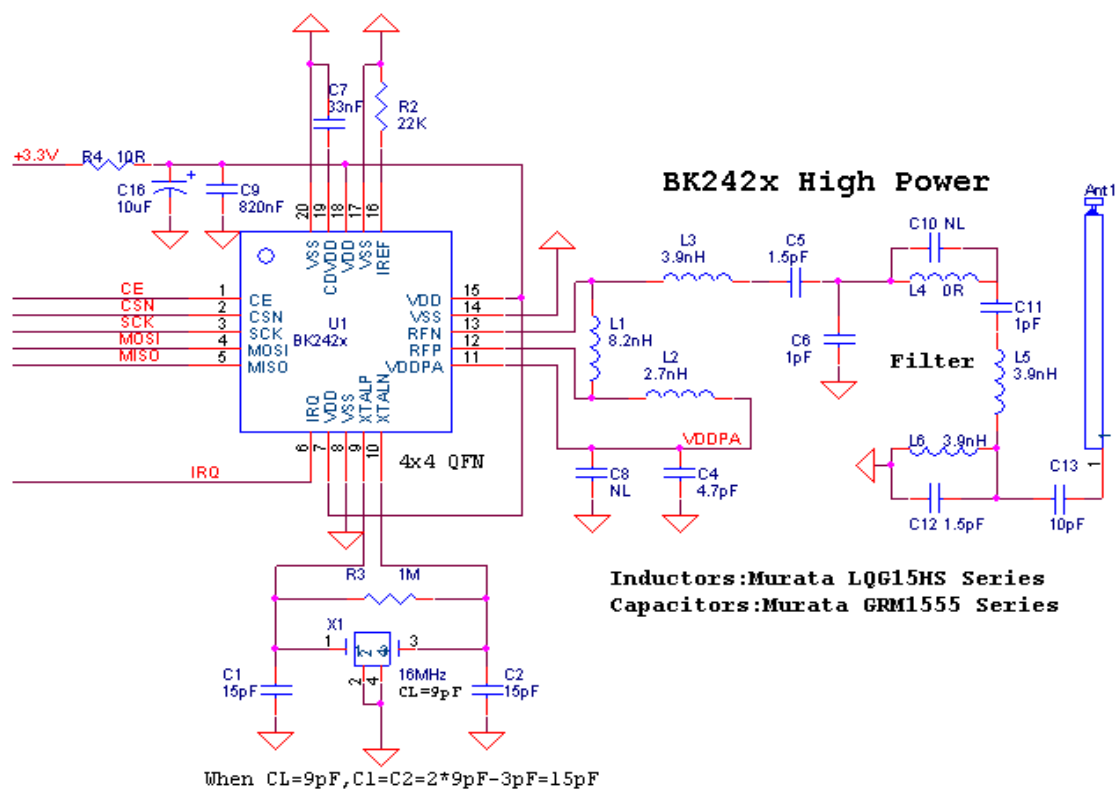 C7
33nF
R2
22K
+3.3V
R4 10R
C16
10uF
+
C9
820nF
20
19
18
17
16
VSS
CDVDD
VDD
VSS
IREF
BK242x High Power
Ant1
C10 NL
L3
3.9nH
C5
1.5pF
L4 0R
C11
1pF
CE
CSN
SCK
MOSI
MISO
1
2
3
4
5
CE
CSN
SCK
MOSI
MISO
U1
BK242x
VDD
VSS
RFN
RFP
VDDPA
15
14
13
12
11
L1
8.2nH
L2
2.7nH
C6
1pF
Filter
L5
3.9nH
IRQ
VDD
VSS
XTALP
XTALN
6
7
8
9
10
4x4 QFN
IRQ
VDDPA
C8
NL
C4
4.7pF
L6 3.9nH
C12 1.5pF
C13
10pF
1
1
R3 1M
X1
1
3
2
4
16MHz
CL=9pF
C1
15pF
C2
15pF
Inductors:Murata LQG15HS Series
Capacitors:Murata GRM1555 Series
When CL=9pF,C1=C2=2*9pF-3pF=15pF